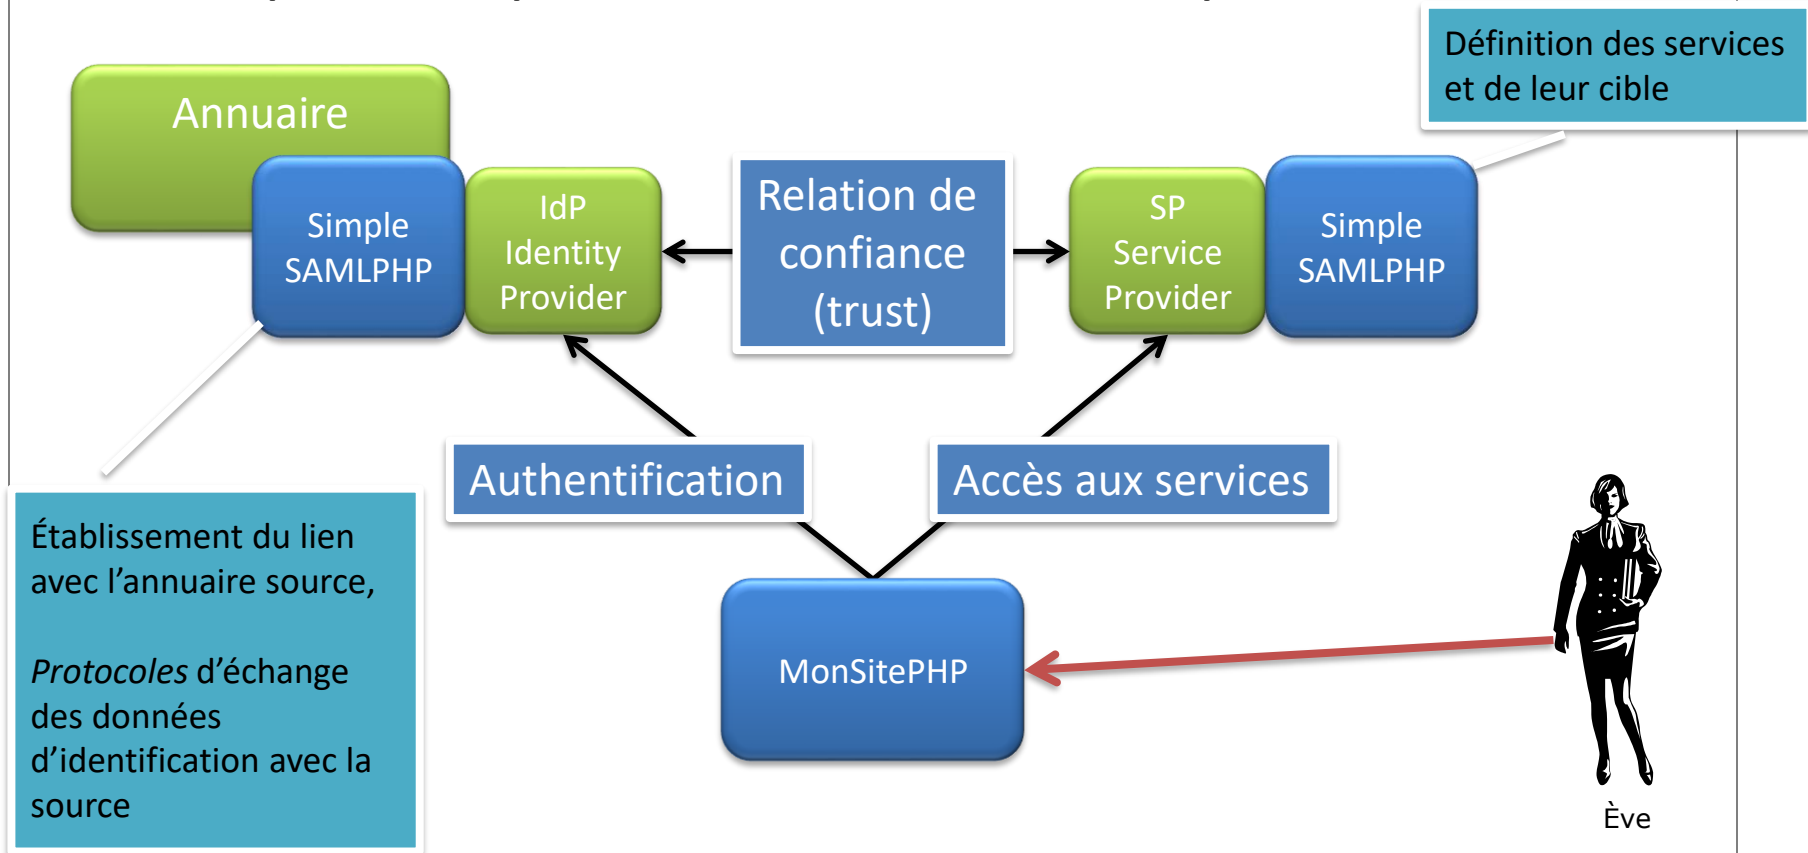 Définition des services
et de leur cible
Annuaire
Simple
SAMLPHP
IdP
Identity
Provider
Relation de
confiance
(trust)
SP
Service
Provider
Simple
SAMLPHP
Authentification
Accès aux services
Établissement du lien
avec l’annuaire source,
Protocoles d’échange
des données
d’identification avec la
source
MonSitePHP
Ève